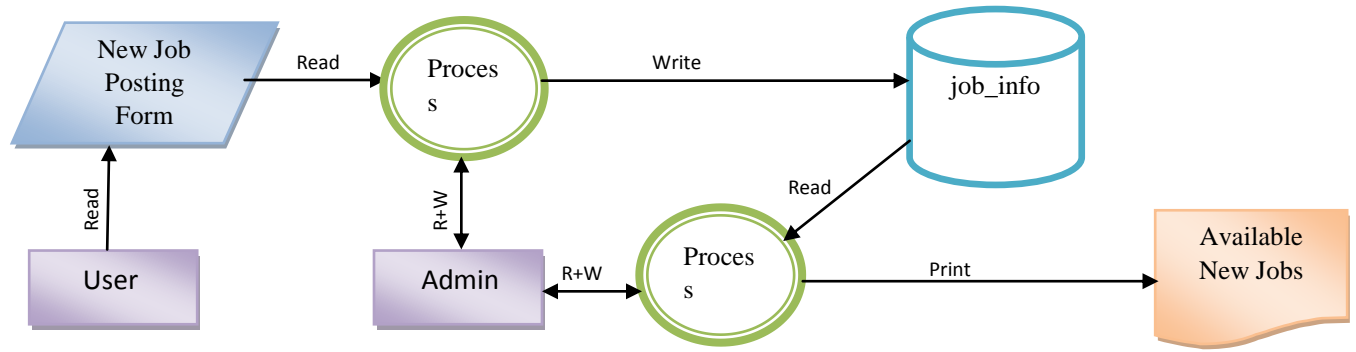 New Job
Posting
Form
Read
Proces
s
Write
job_info
Read
R+W
Read
User
Admin
R+W
Proces
s
Print
Available
New Jobs